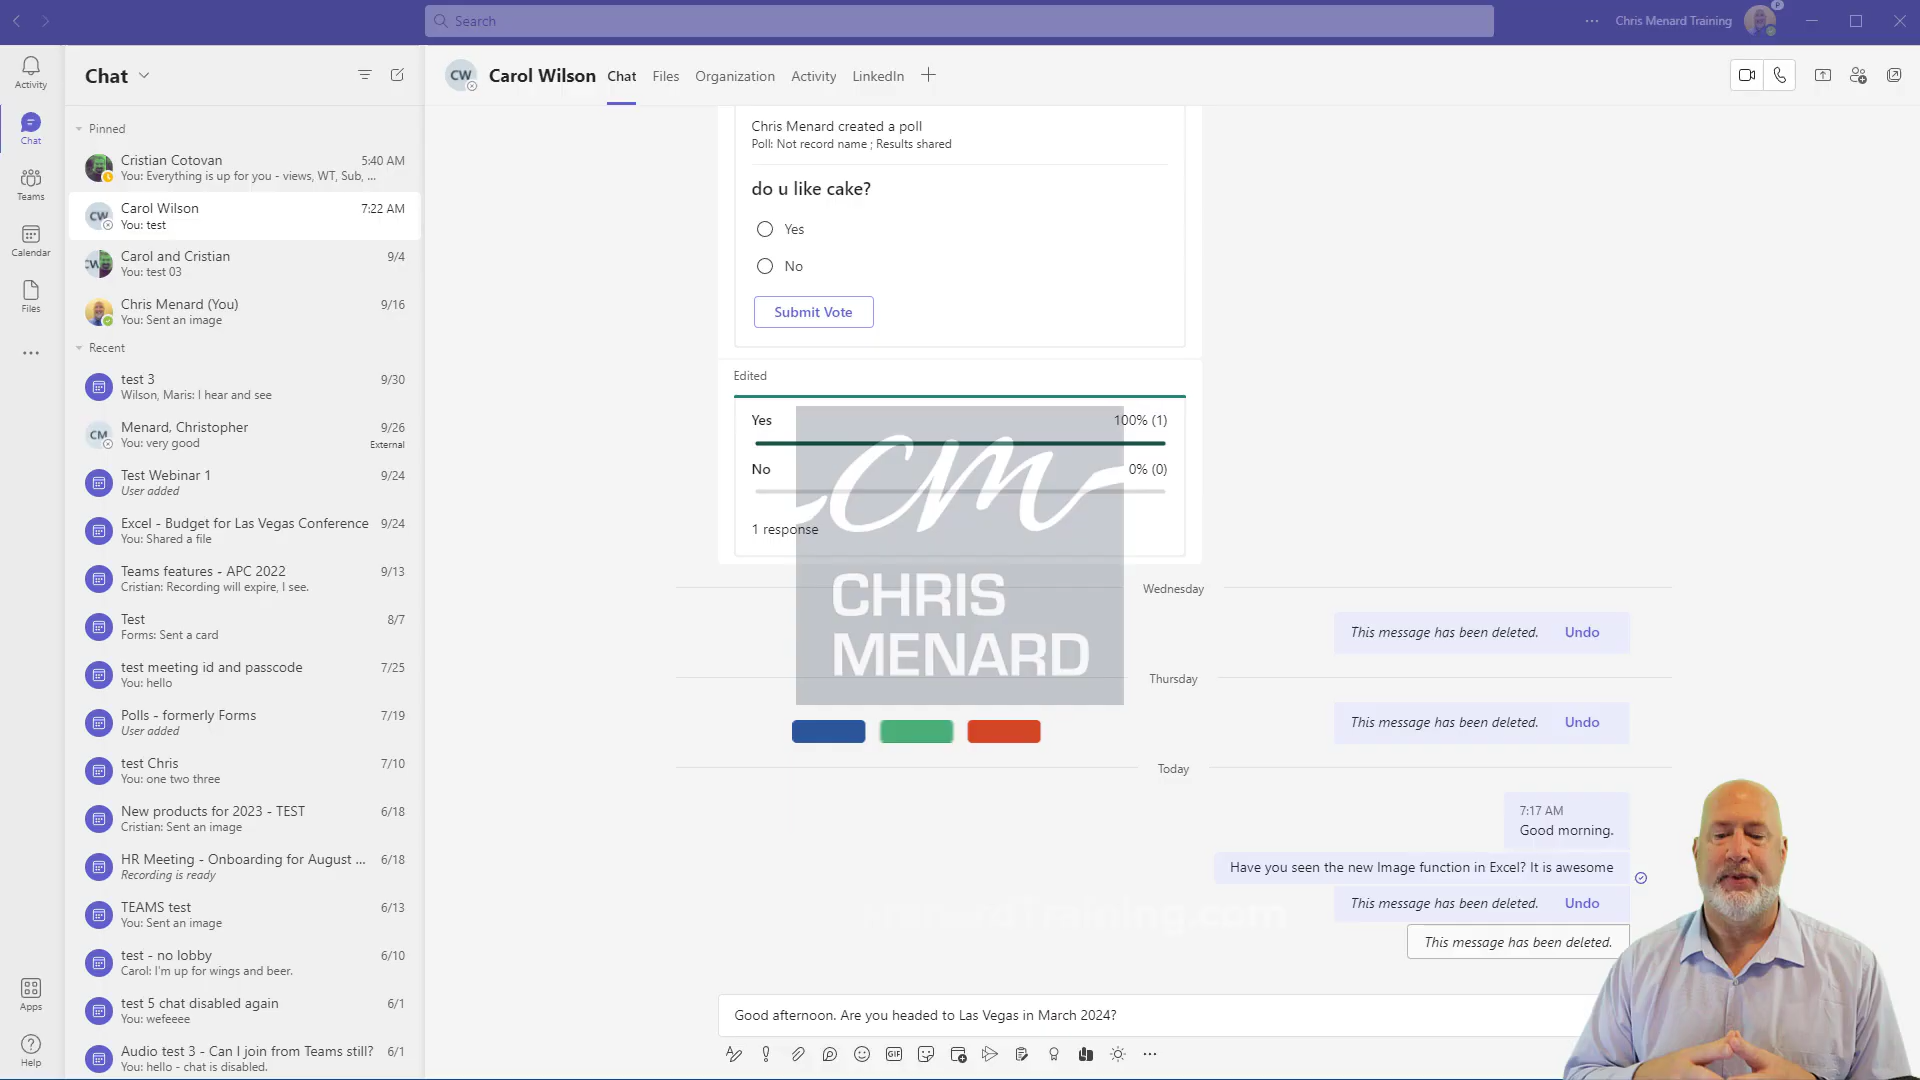 Search
Chris Menard Training
P
Activity
Chat
Teams
Calendar
Files
Apps
Help
Chat
Pinned
Cristian Cotovan 5:40 AM
You: Everything is up for you - views, WT, Sub, ...
CW
Carol Wilson 7:22 AM
You: test
CW
Carol and Cristian 9/4
You: test 03
Chris Menard (You) 9/16
You: Sent an image
Recent
test 3 9/30
Wilson, Maris: I hear and see
CM
Menard, Christopher 9/26
You: very good External
Test Webinar 1 9/24
User added
Excel - Budget for Las Vegas Conference 9/24
You: Shared a file
Teams features - APC 2022 9/13
Cristian: Recording will expire, I see.
Test 8/7
Forms: Sent a card
test meeting id and passcode 7/25
You: hello
Polls - formerly Forms 7/19
User added
test Chris 7/10
You: one two three
New products for 2023 - TEST 6/18
Cristian: Sent an image
HR Meeting - Onboarding for August ... 6/18
Recording is ready
TEAMS test 6/13
You: Sent an image
test - no lobby 6/10
Carol: I'm up for wings and beer.
test 5 chat disabled again 6/1
You: wefeeee
Audio test 3 - Can I join from Teams still? 6/1
You: hello - chat is disabled.
CW Carol Wilson Chat Files Organization Activity LinkedIn
Chris Menard created a poll
Poll: Not record name ; Results shared
do u like cake?
Yes
No
Submit Vote
Edited
Yes 100% (1)
No 0% (0)
1 response
cm
CHRIS
MENARD
Wednesday
This message has been deleted. Undo
Thursday
This message has been deleted. Undo
Today
7:17 AM
Good morning.
Have you seen the new Image function in Excel? It is awesome
This message has been deleted. Undo
This message has been deleted.
Good afternoon. Are you headed to Las Vegas in March 2024?
GIF